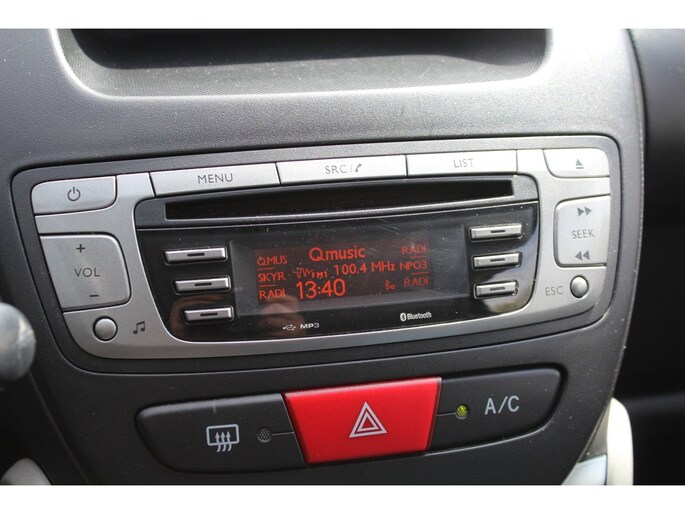 MENU SRC/ LIST
+
VOL
−
SEEK
ESC
Q.MUS Qmusic RADI
SKYR 100.4 MHz NPO3
RADI 13:40 RADI
MP3 Bluetooth
A/C